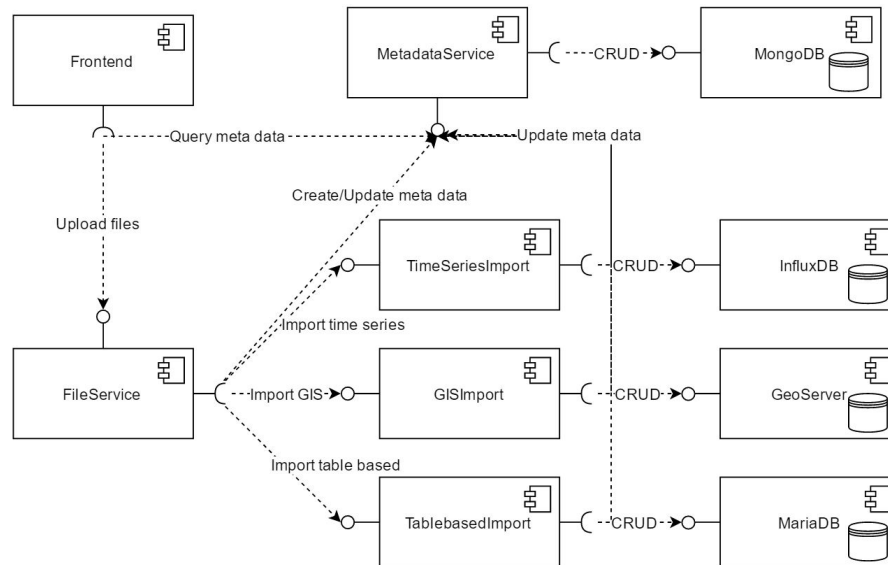 Frontend
MetadataService
CRUD
MongoDB
Query meta data
Update meta data
Create/Update meta data
Upload files
TimeSeriesImport
CRUD
InfluxDB
Import time series
FileService
Import GIS
GISImport
CRUD
GeoServer
Import table based
TablebasedImport
CRUD
MariaDB